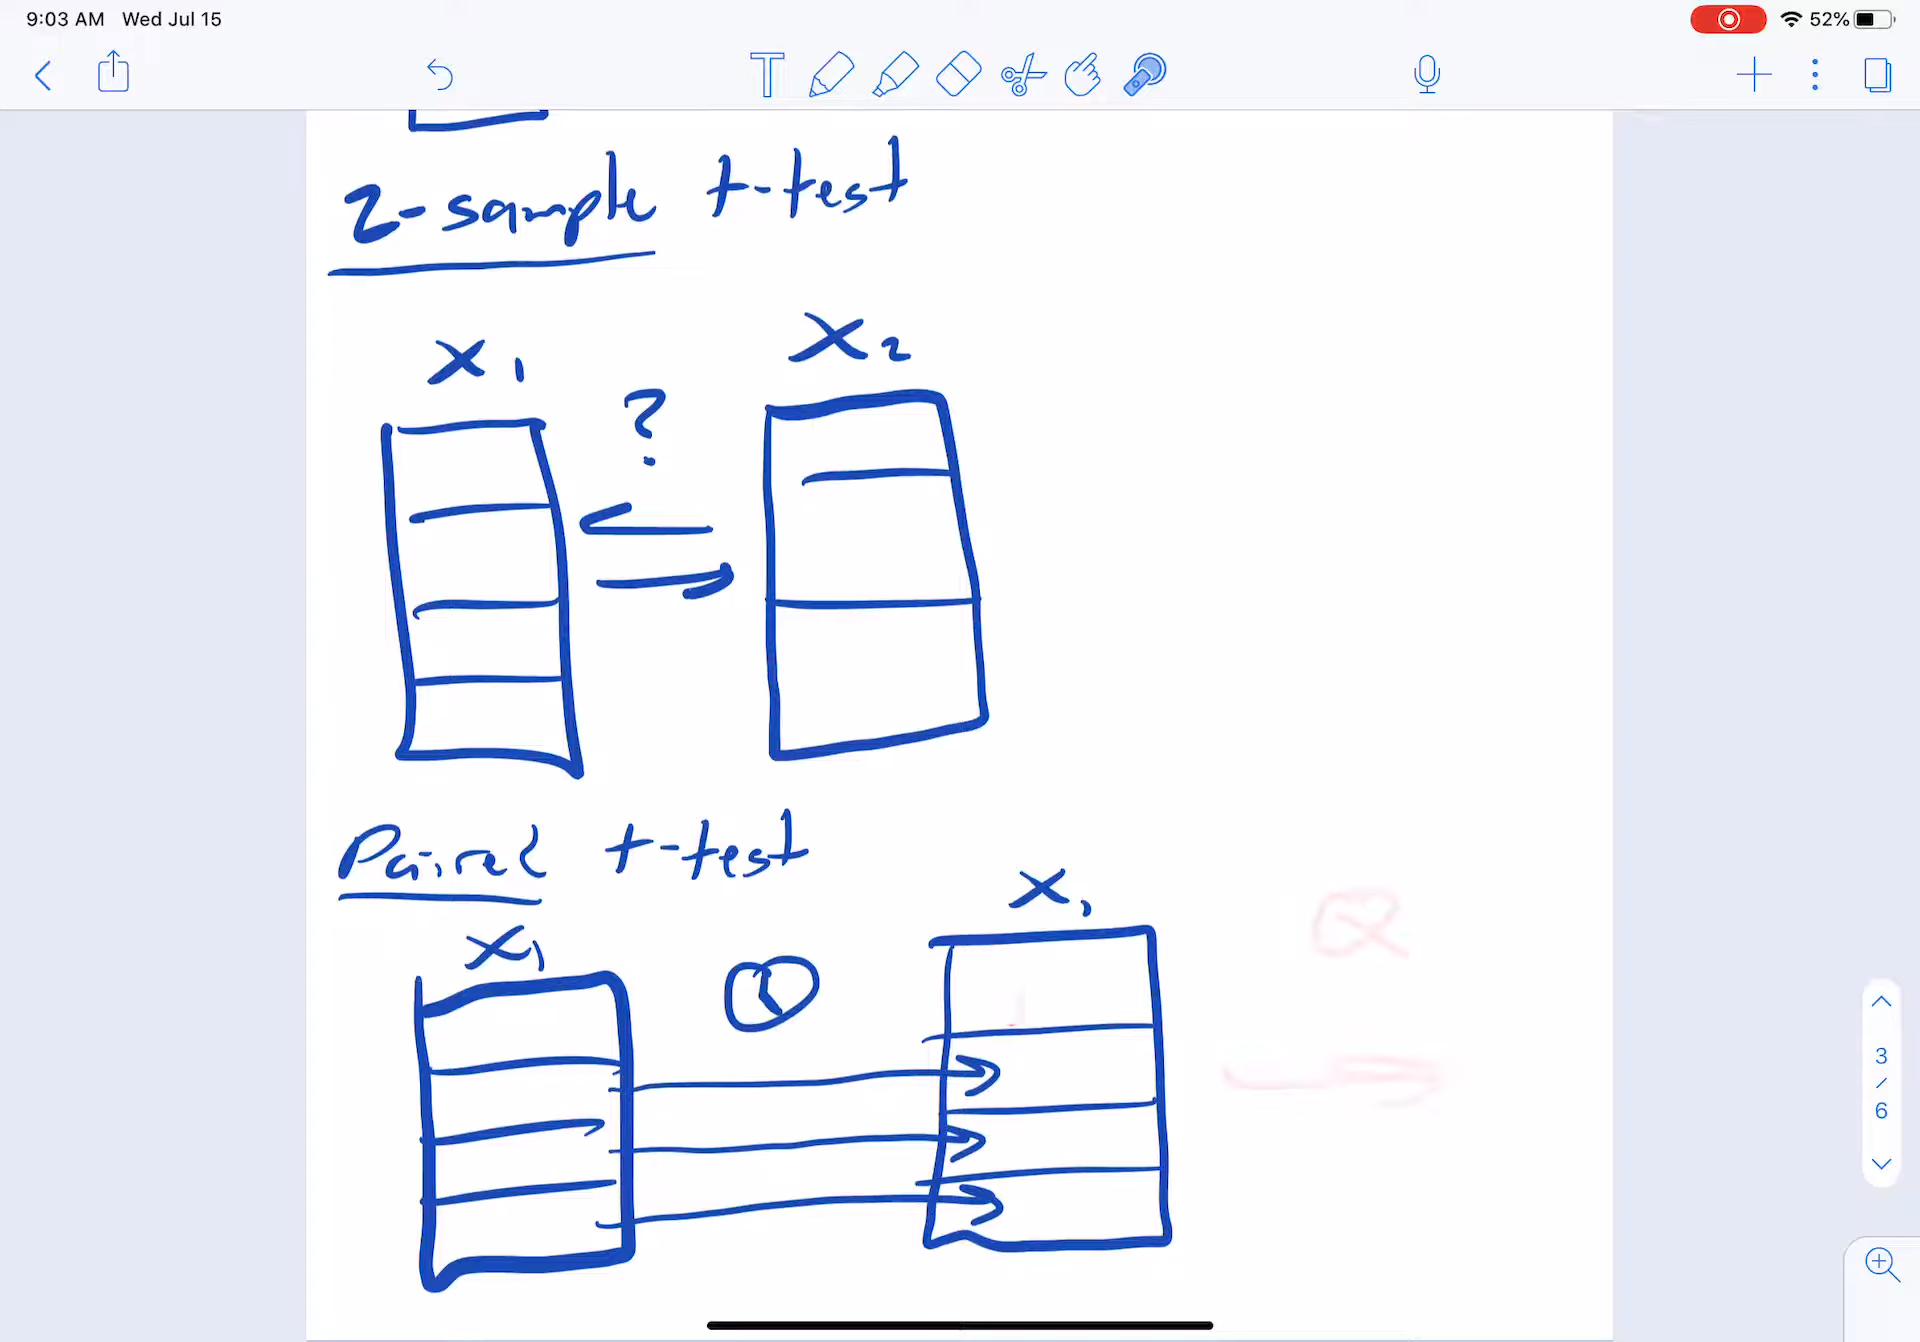 9:03 AM Wed Jul 15
52%
2-sample t-test
X1 X2
?
Paired t-test
X1 X1
3
/
6